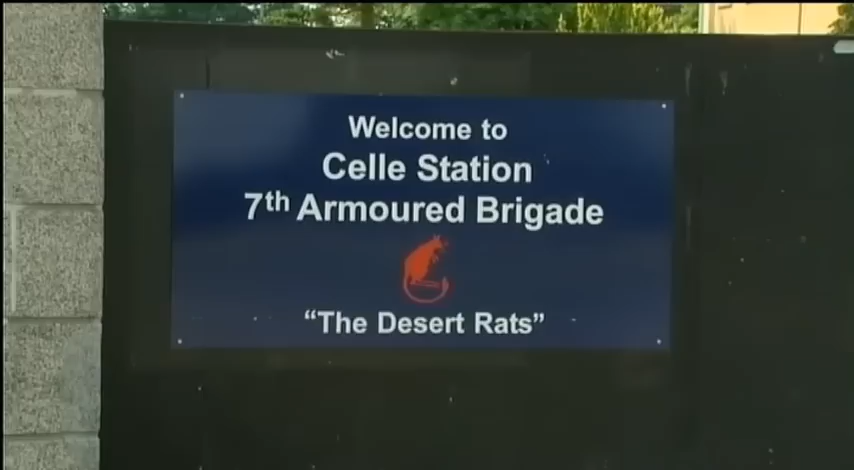 Welcome to
Celle Station
7th Armoured Brigade
“The Desert Rats”